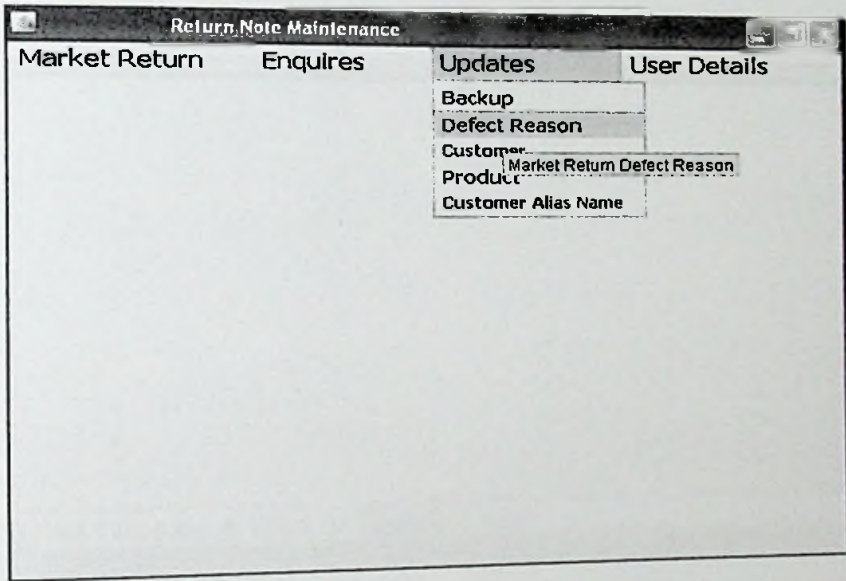 Return Note Maintenance
Market Return Enquires Updates User Details
Backup
Defect Reason
Customer
Market Return Defect Reason
Product
Customer Alias Name